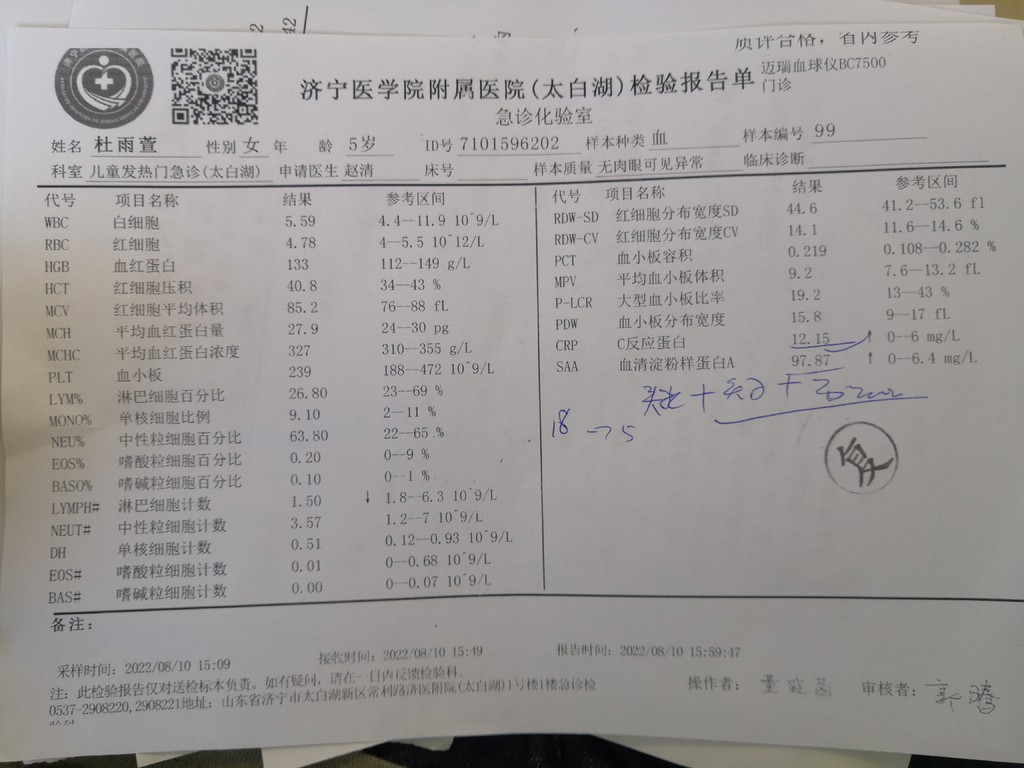 质评合格，省内参考
济宁医学院附属医院(太白湖)检验报告单
迈瑞血球仪BC7500
门诊
急诊化验室
姓名 杜雨萱 性别 女 年 龄 5岁 ID号 7101596202 样本种类 血 样本编号 99
科室 儿童发热门急诊(太白湖) 申请医生 赵清 床号 样本质量 无肉眼可见异常 临床诊断
代号 项目名称 结果 参考区间
WBC 白细胞 5.59 4.4--11.9 10^9/L
RBC 红细胞 4.78 4--5.5 10^12/L
HGB 血红蛋白 133 112--149 g/L
HCT 红细胞压积 40.8 34--43 %
MCV 红细胞平均体积 85.2 76--88 fL
MCH 平均血红蛋白量 27.9 24--30 pg
MCHC 平均血红蛋白浓度 327 310--355 g/L
PLT 血小板 239 188--472 10^9/L
LYM% 淋巴细胞百分比 26.80 23--69 %
MONO% 单核细胞比例 9.10 2--11 %
NEU% 中性粒细胞百分比 63.80 22--65 %
EOS% 嗜酸粒细胞百分比 0.20 0--9 %
BASO% 嗜碱粒细胞百分比 0.10 0--1 %
LYMPH# 淋巴细胞计数 1.50 ↓ 1.8--6.3 10^9/L
NEUT# 中性粒细胞计数 3.57 1.2--7 10^9/L
DH 单核细胞计数 0.51 0.12--0.93 10^9/L
EOS# 嗜酸粒细胞计数 0.01 0--0.68 10^9/L
BAS# 嗜碱粒细胞计数 0.00 0--0.07 10^9/L
代号 项目名称 结果 参考区间
RDW-SD 红细胞分布宽度SD 44.6 41.2--53.6 fl
RDW-CV 红细胞分布宽度CV 14.1 11.6--14.6 %
PCT 血小板容积 0.219 0.108--0.282 %
MPV 平均血小板体积 9.2 7.6--13.2 fL
P-LCR 大型血小板比率 19.2 13--43 %
PDW 血小板分布宽度 15.8 9--17 fL
CRP C反应蛋白 12.15 ↑ 0--6 mg/L
SAA 血清淀粉样蛋白A 97.87 ↑ 0--6.4 mg/L
18 → 5
复
备注：
采样时间：2022/08/10 15:09 接收时间：2022/08/10 15:49 报告时间：2022/08/10 15:59:47
注：此检验报告仅对送检标本负责。如有疑问，请在一日内反馈检验科。
0537-2908220,2908221地址：山东省济宁市太白湖新区常利路济医附院(太白湖)1号楼1楼急诊检
操作者： 审核者：